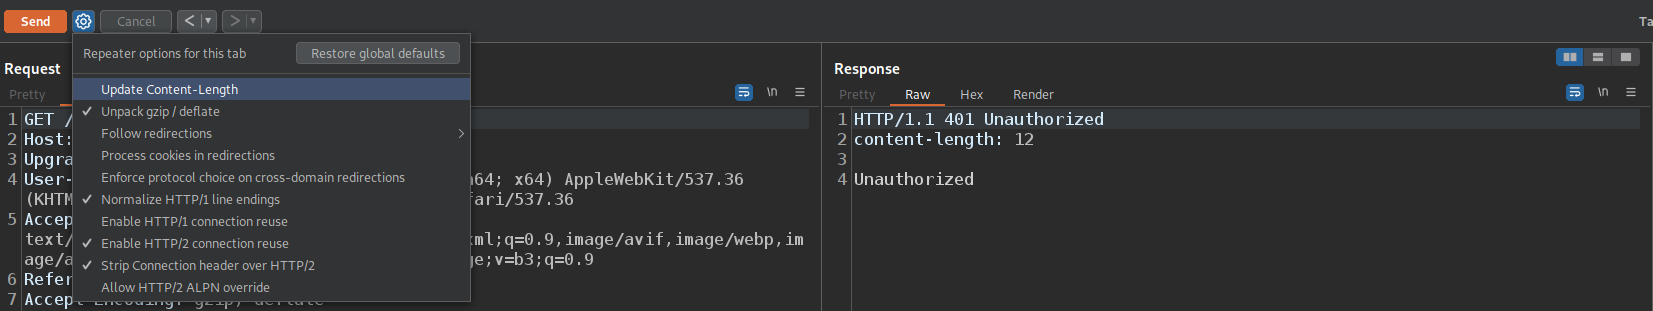 Send Cancel < >
Ta
Repeater options for this tab Restore global defaults
Update Content-Length
Unpack gzip / deflate
Follow redirections
Process cookies in redirections
Enforce protocol choice on cross-domain redirections
Normalize HTTP/1 line endings
Enable HTTP/1 connection reuse
Enable HTTP/2 connection reuse
Strip Connection header over HTTP/2
Allow HTTP/2 ALPN override
Request
Pretty
\n
1 GET /
2 Host:
3 Upgra
4 User- 64; x64) AppleWebKit/537.36
(KHTM fari/537.36
5 Accep
text/ xml;q=0.9,image/avif,image/webp,im
age/a ge;v=b3;q=0.9
6 Refer
7 Accept-Encoding: gzip, deflate
Response
Pretty Raw Hex Render \n
1 HTTP/1.1 401 Unauthorized
2 content-length: 12
3
4 Unauthorized